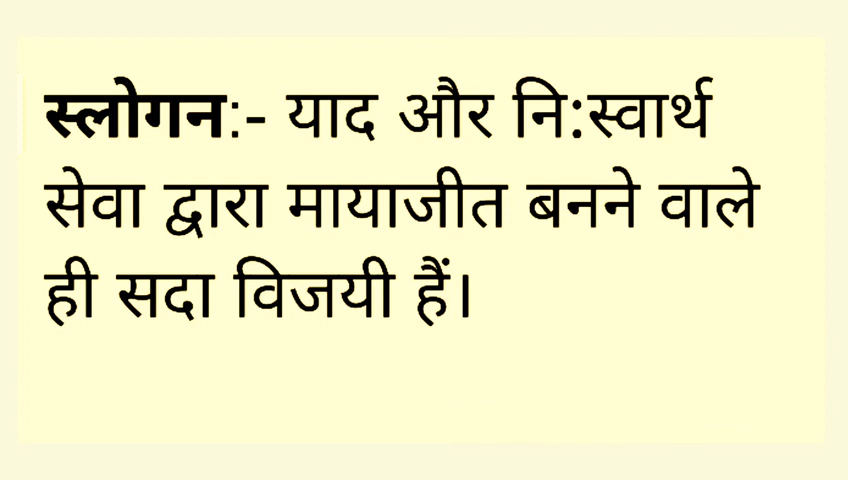 स्लोगन:- याद और नि:स्वार्थ
सेवा द्वारा मायाजीत बनने वाले
ही सदा विजयी हैं।